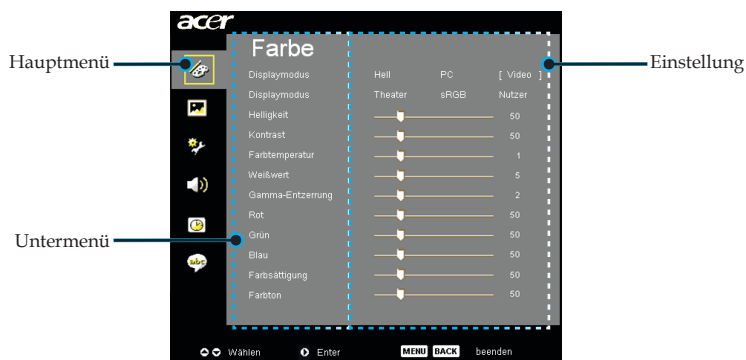 acer
Farbe
Hauptmenü
Einstellung
Displaymodus Hell PC [ Video ]
Displaymodus Theater sRGB Nutzer
Helligkeit 50
Kontrast 50
Farbtemperatur 1
Weißwert 5
Gamma-Entzerrung 2
Rot 50
Untermenü
Grün 50
Blau 50
abc
Farbsättigung 50
Farbton 50
Wählen Enter MENU BACK beenden